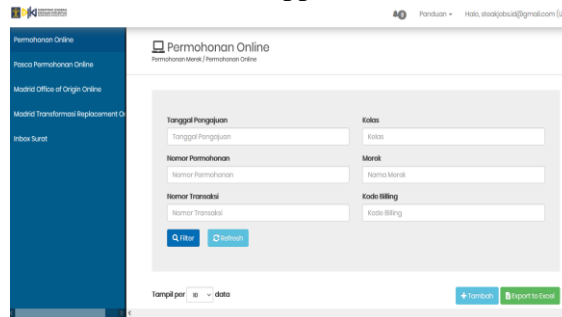 Panduan
Halo, steakjobs.id@gmail.com (U
Permohonan Online
Pasca Permohonan Online
Madrid Office of Origin Online
Madrid Transformasi Replacement On
Inbox Surat
Permohonan Online
Permohonan Merek / Permohonan Online
Tanggal Pengajuan
Kelas
Tanggal Pengajuan
Kelas
Nomor Permohonan
Merek
Nomor Permohonan
Nama Merek
Nomor Transaksi
Kode Billing
Nomor Transaksi
Kode Billing
Filter
Refresh
Tampil per 10 data
Tambah
Export to Excel